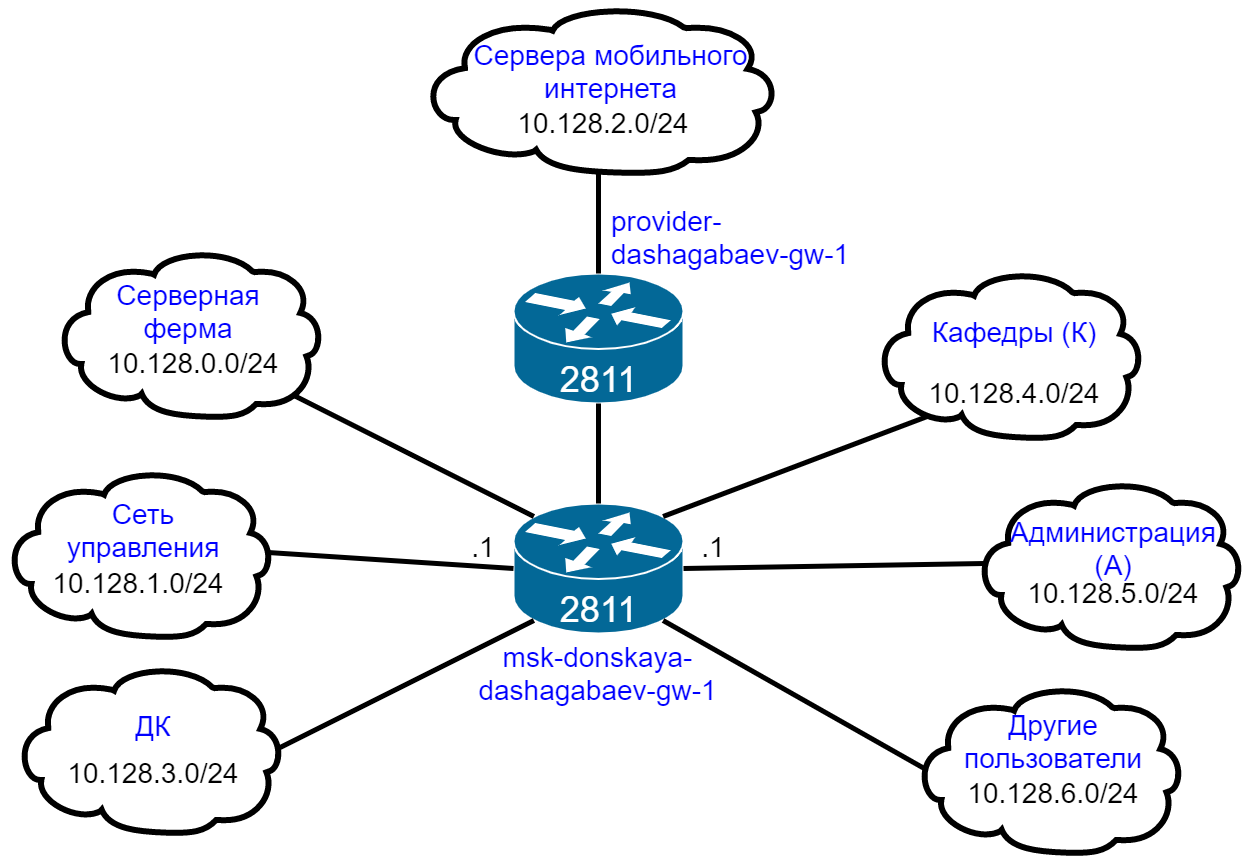 Сервера мобильного
интернета
10.128.2.0/24
provider-
dashagabaev-gw-1
2811
Серверная
ферма
10.128.0.0/24
Кафедры (К)
10.128.4.0/24
Сеть
управления
10.128.1.0/24
.1
.1
2811
msk-donskaya-
dashagabaev-gw-1
Администрация
(А)
10.128.5.0/24
ДК
10.128.3.0/24
Другие
пользователи
10.128.6.0/24